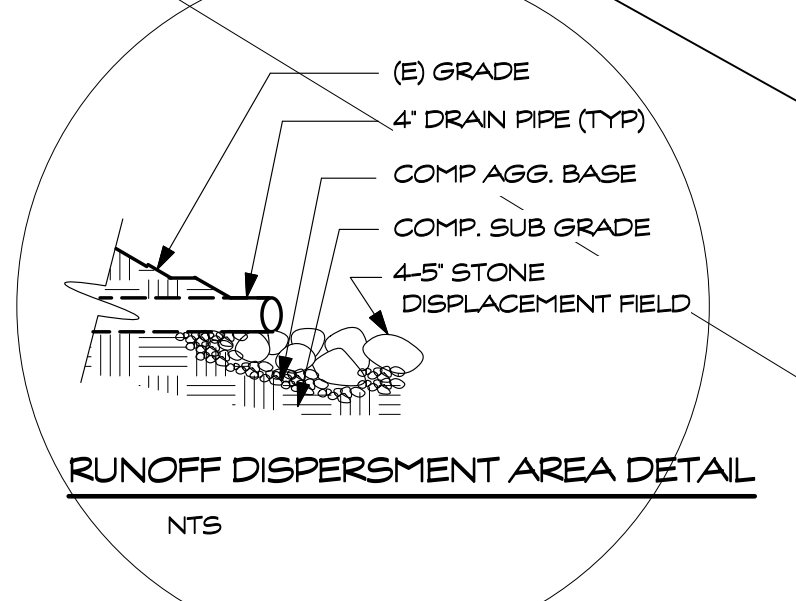 (E) GRADE
4" DRAIN PIPE (TYP)
COMP AGG. BASE
COMP. SUB GRADE
4-5" STONE
DISPLACEMENT FIELD
RUNOFF DISPERSMENT AREA DETAIL
NTS